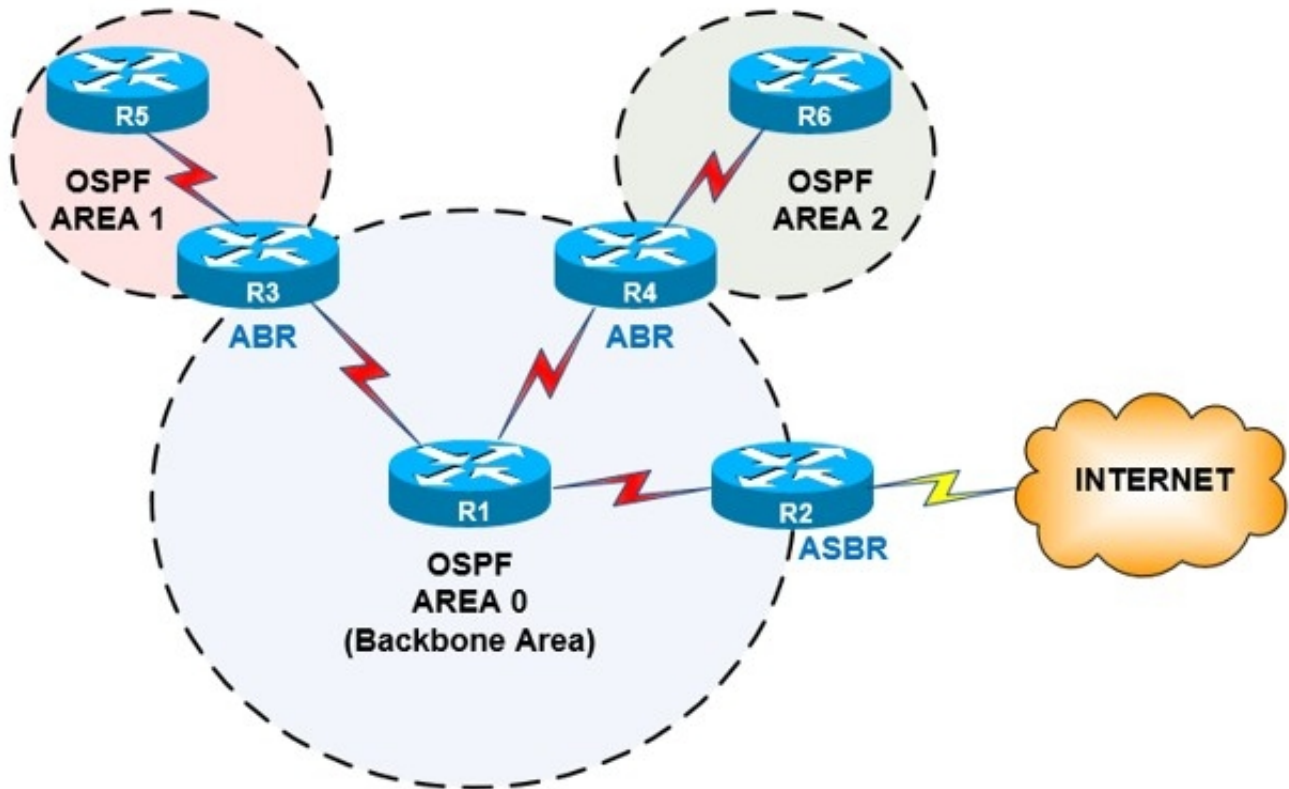 R5
R6
OSPF
AREA 1
OSPF
AREA 2
R3
ABR
R4
ABR
R1
R2
ASBR
INTERNET
OSPF
AREA 0
(Backbone Area)